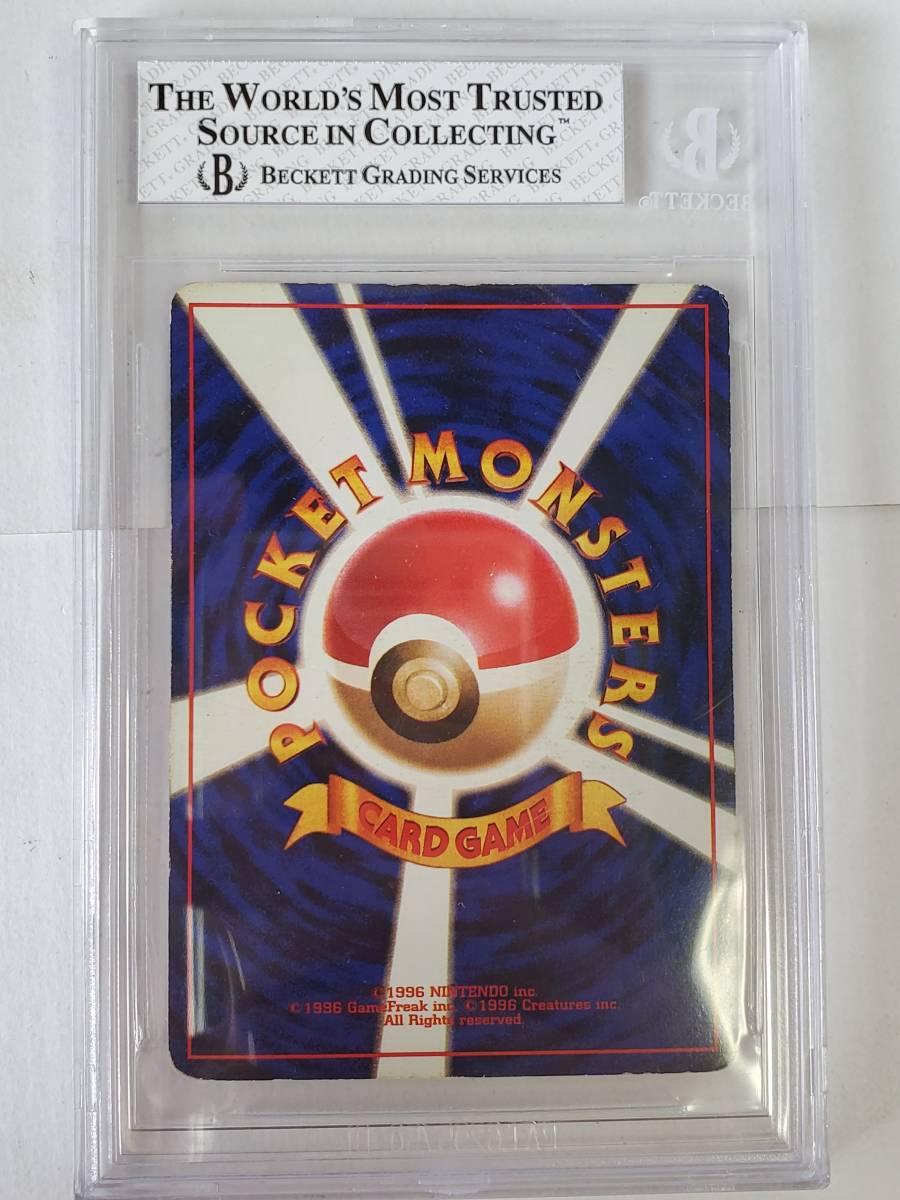 THE WORLD'S MOST TRUSTED
SOURCE IN COLLECTING™
B BECKETT GRADING SERVICES
B
BECKETT®
POCKET MONSTERS
CARD GAME
©1996 NINTENDO inc.
©1996 GameFreak inc. ©1996 Creatures inc.
All Rights reserved.